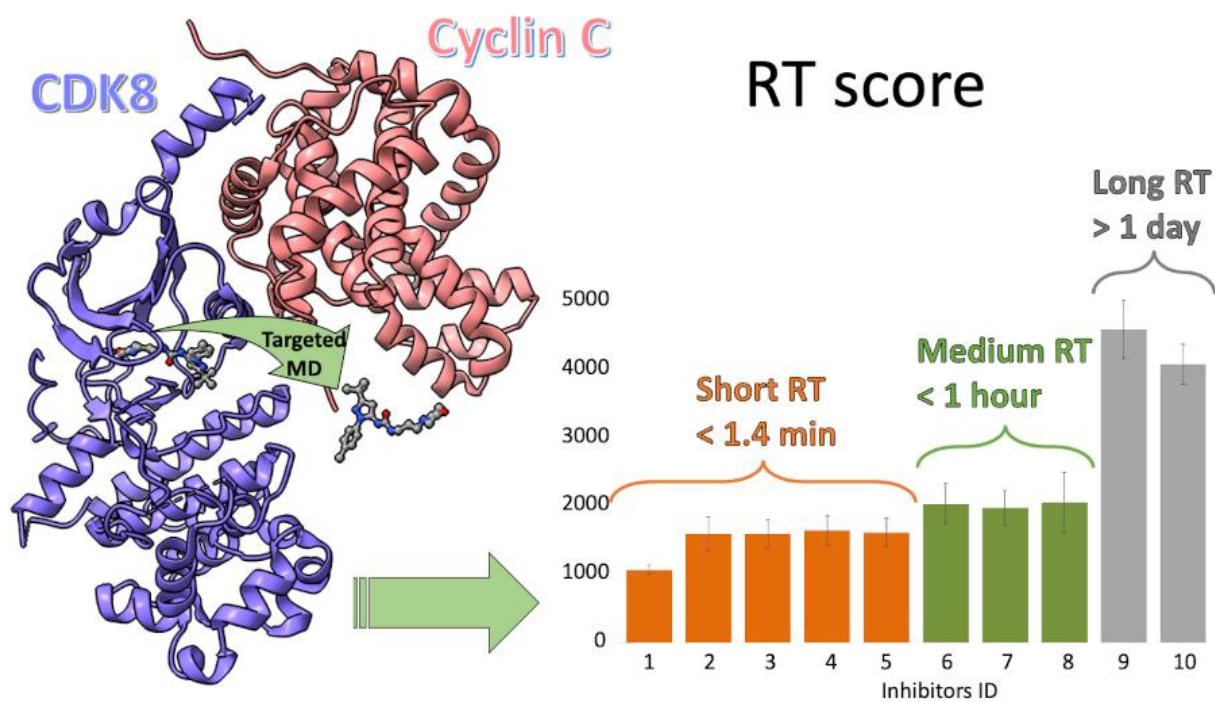 Cyclin C
CDK8
RT score
Targeted
MD
Long RT
> 1 day
Medium RT
< 1 hour
Short RT
< 1.4 min
5000
4000
3000
2000
1000
0
1 2 3 4 5 6 7 8 9 10
Inhibitors ID